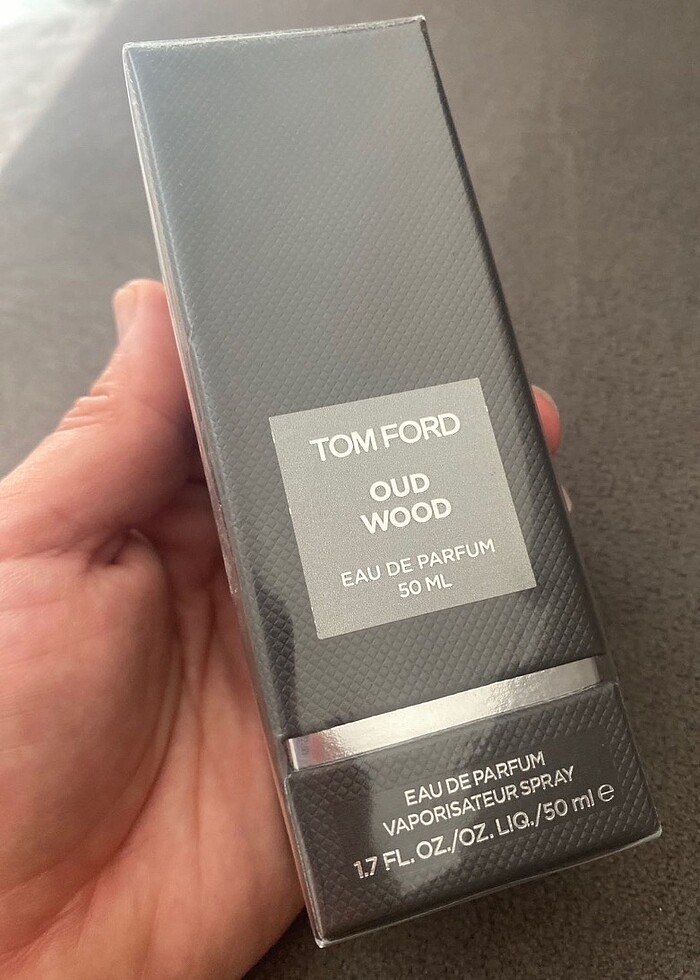 TOM FORD
OUD
WOOD
EAU DE PARFUM
50 ML
EAU DE PARFUM
VAPORISATEUR SPRAY
1.7 FL. OZ./OZ. LIQ./50 ml ℮